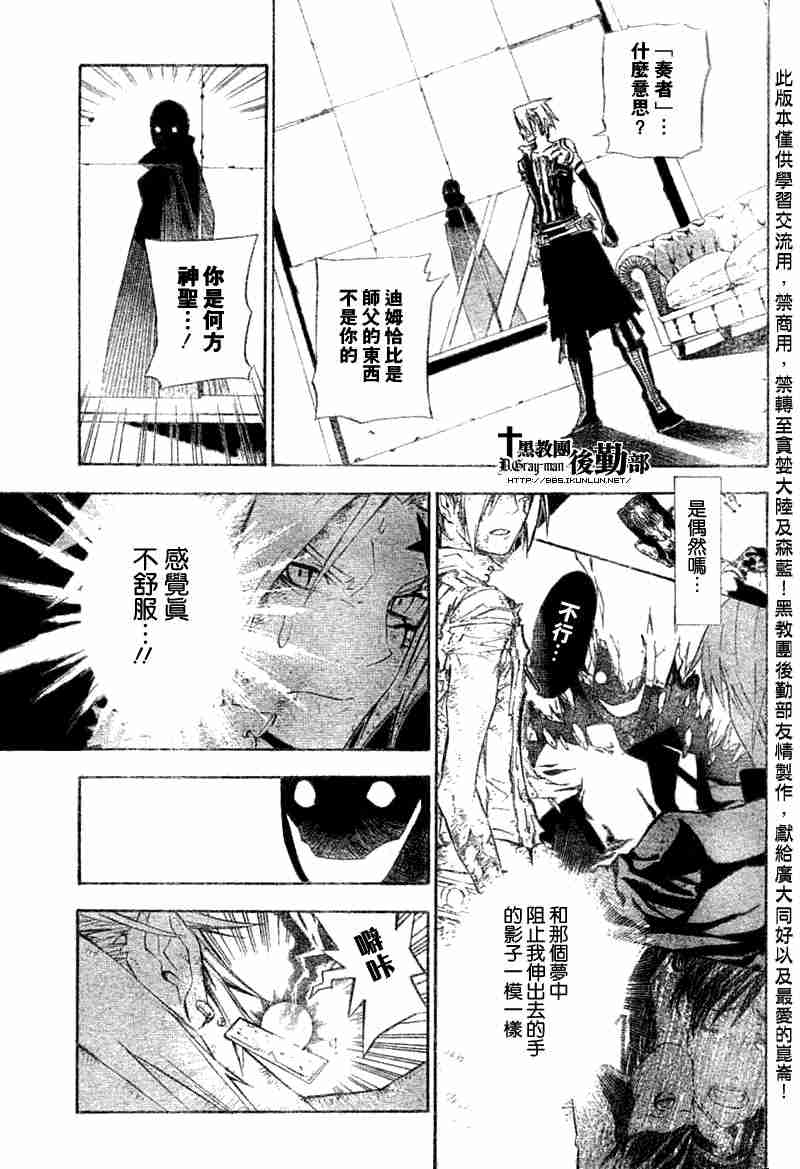 「奏者」…
什麼意思？
迪姆恰比是
師父的東西
不是你的
你是何方
神聖…！
十黑教團
D.Gray-man 後勤部
HTTP://BBS.IKUNLUN.NET/
是偶然嗎…
不行…
和那個夢中
阻止我伸出去的手
的影子一模一樣
感覺真
不舒服…!!
噼咔
此版本僅供學習交流用，禁商用，禁轉至貪婪大陸及森藍！黑教團後勤部友情製作，獻給廣大同好以及最愛的崑崙！